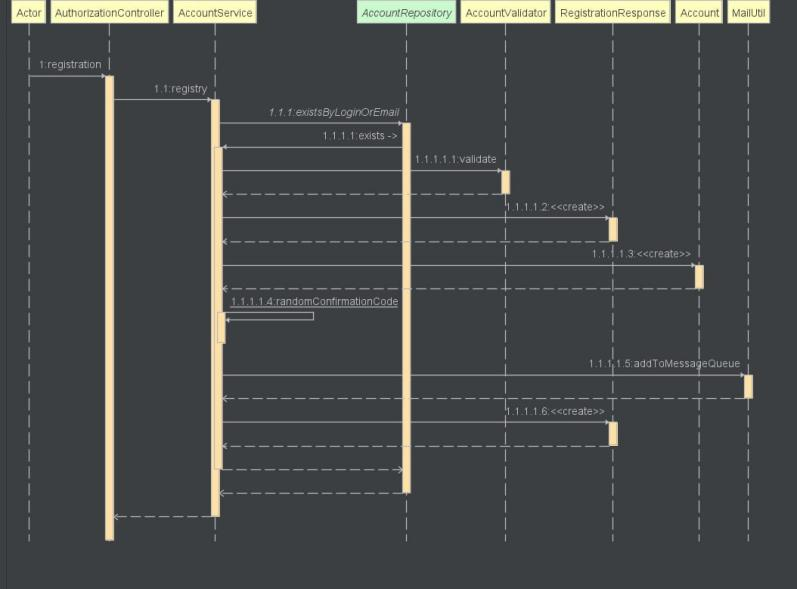 Actor AuthorizationController AccountService AccountRepository AccountValidator RegistrationResponse Account MailUtil
1:registration
1.1:registry
1.1.1:existsByLoginOrEmail
1.1.1.1:exists ->
1.1.1.1.1:validate
1.1.1.1.2:<<create>>
1.1.1.1.3:<<create>>
1.1.1.1.4:randomConfirmationCode
1.1.1.1.5:addToMessageQueue
1.1.1.1.6:<<create>>